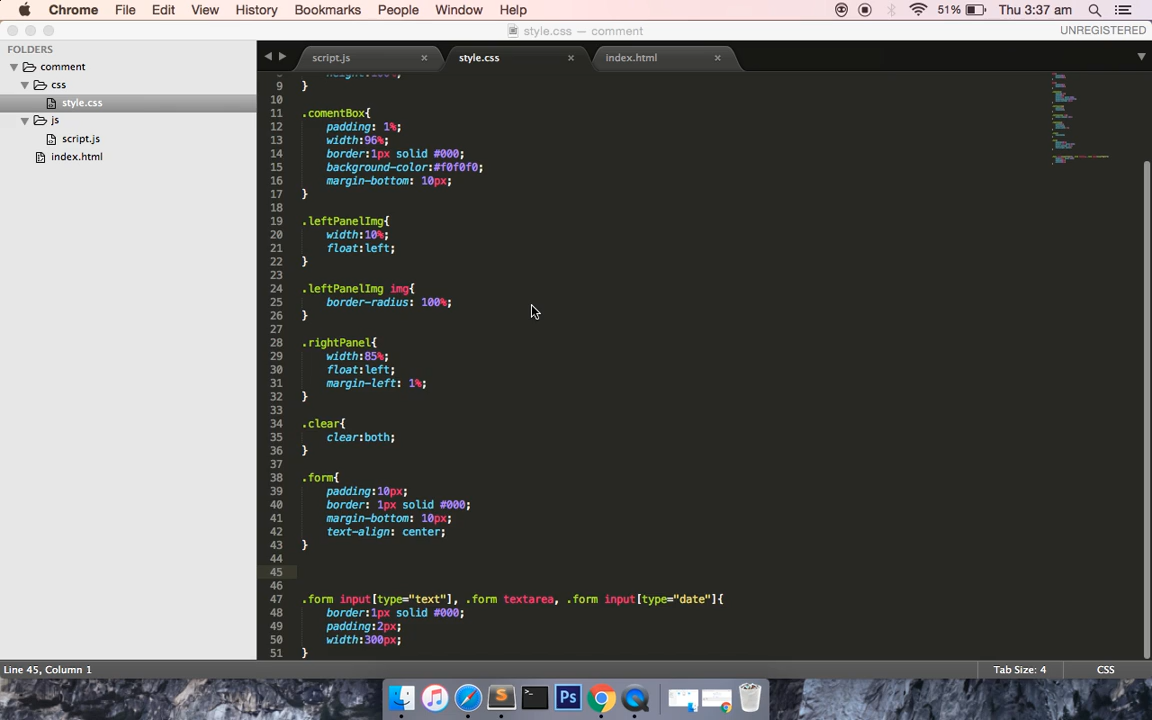 Chrome File Edit View History Bookmarks People Window Help 51% Thu 3:37 am
style.css — comment UNREGISTERED
FOLDERS
comment
css
style.css
js
script.js
index.html
script.js × style.css × index.html ×
9 }
10
11 .comentBox{
12 padding: 1%;
13 width:96%;
14 border:1px solid #000;
15 background-color:#f0f0f0;
16 margin-bottom: 10px;
17 }
18
19 .leftPanelImg{
20 width:10%;
21 float:left;
22 }
23
24 .leftPanelImg img{
25 border-radius: 100%;
26 }
27
28 .rightPanel{
29 width:85%;
30 float:left;
31 margin-left: 1%;
32 }
33
34 .clear{
35 clear:both;
36 }
37
38 .form{
39 padding:10px;
40 border: 1px solid #000;
41 margin-bottom: 10px;
42 text-align: center;
43 }
44
45
46
47 .form input[type="text"], .form textarea, .form input[type="date"]{
48 border:1px solid #000;
49 padding:2px;
50 width:300px;
51 }
Line 45, Column 1 Tab Size: 4 CSS
Ps